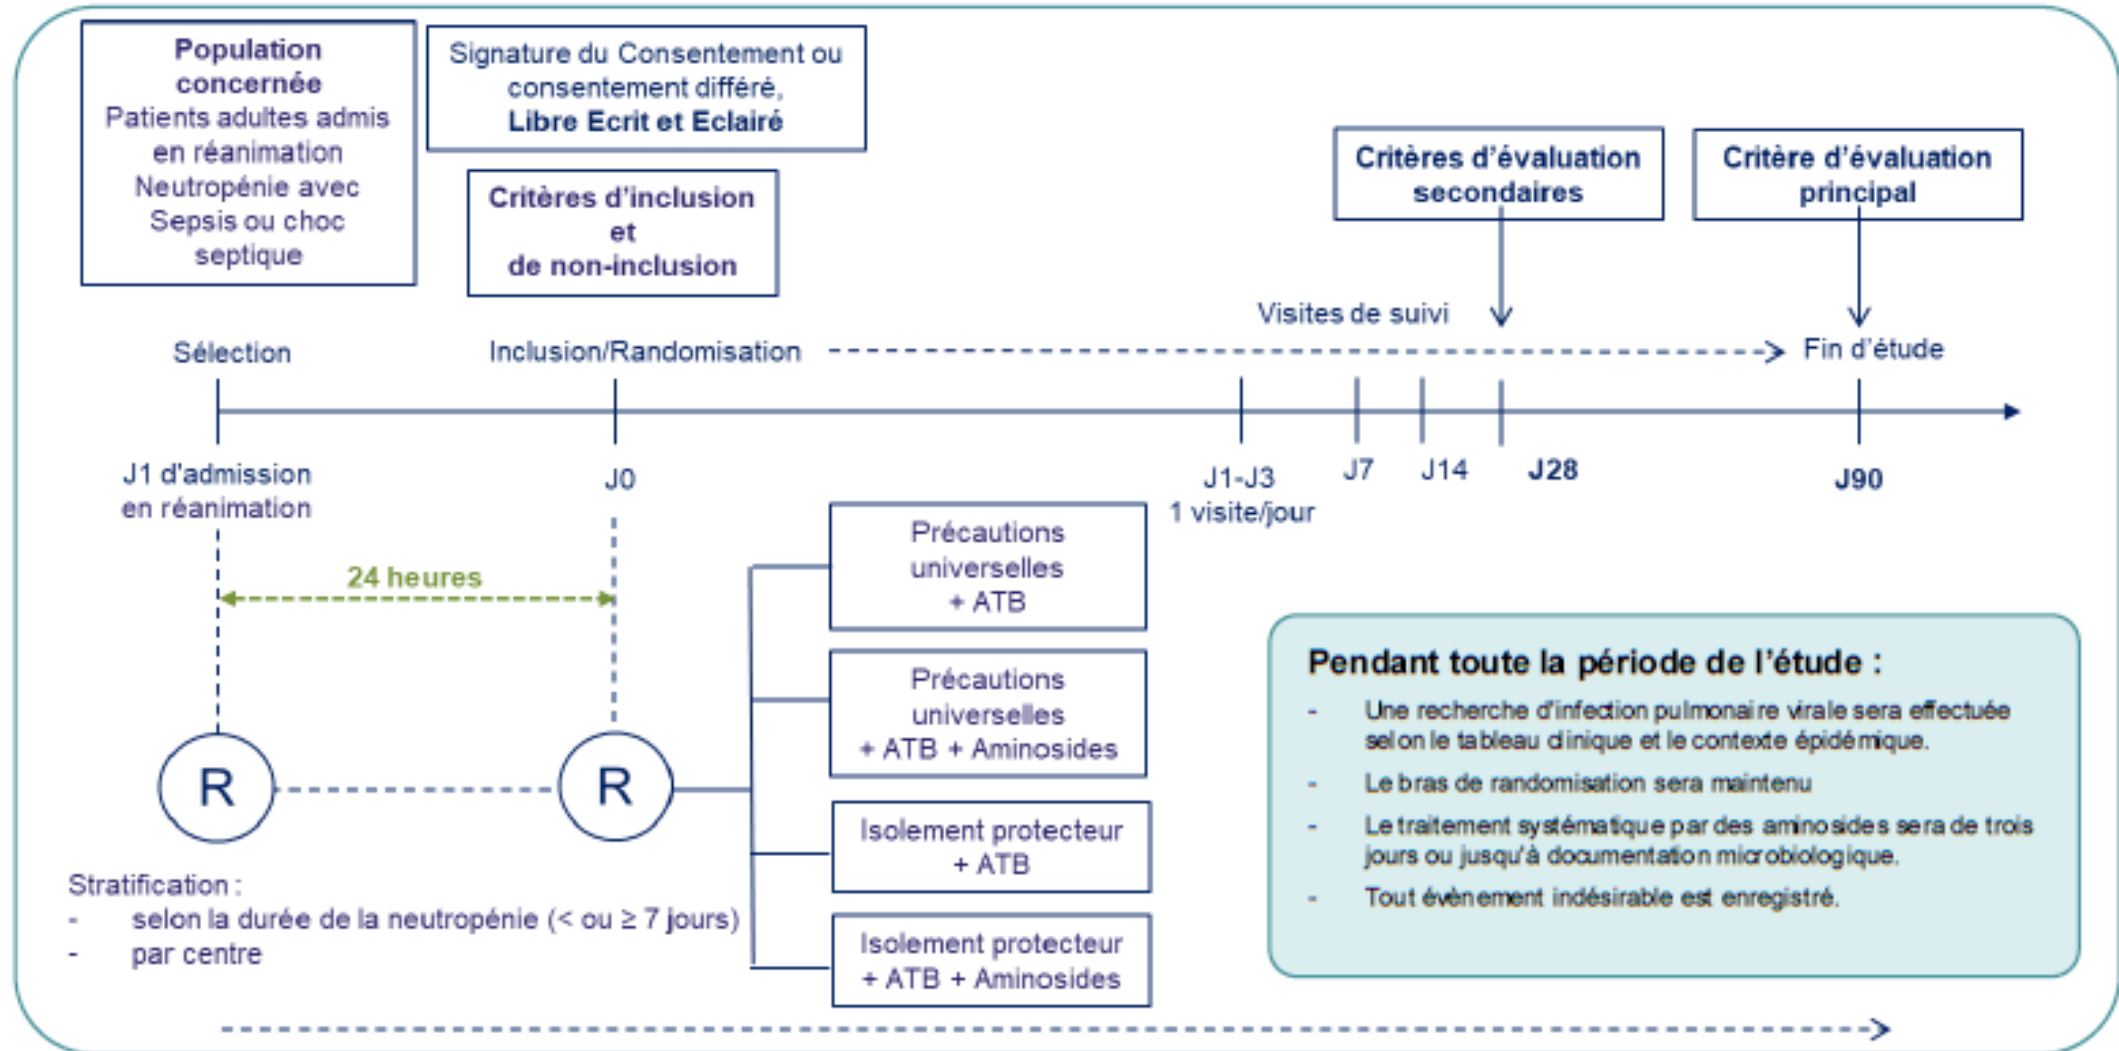 Population
concernée
Patients adultes admis
en réanimation
Neutropénie avec
Sepsis ou choc
septique
Signature du Consentement ou
consentement différé,
Libre Ecrit et Eclairé
Critères d'inclusion
et
de non-inclusion
Critères d'évaluation
secondaires
Critère d'évaluation
principal
Visites de suivi
Sélection
Inclusion/Randomisation
Fin d'étude
J1 d'admission
en réanimation
J0
J1-J3
1 visite/jour
J7
J14
J28
J90
24 heures
Précautions
universelles
+ ATB
Précautions
universelles
+ ATB + Aminosides
Isolement protecteur
+ ATB
Isolement protecteur
+ ATB + Aminosides
R
R
Stratification :
- selon la durée de la neutropénie (< ou ≥ 7 jours)
- par centre
Pendant toute la période de l'étude :
- Une recherche d'infection pulmonaire virale sera effectuée
selon le tableau clinique et le contexte épidémique.
- Le bras de randomisation sera maintenu
- Le traitement systématique par des aminosides sera de trois
jours ou jusqu'à documentation microbiologique.
- Tout évènement indésirable est enregistré.